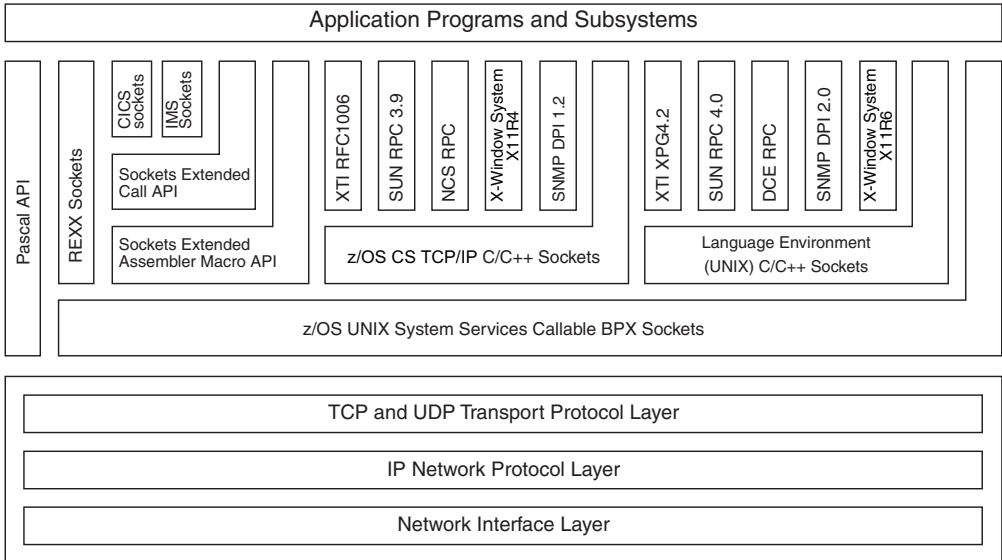 Application Programs and Subsystems
Pascal API
REXX Sockets
CICS
sockets
IMS
Sockets
Sockets Extended
Call API
Sockets Extended
Assembler Macro API
XTI RFC1006
SUN RPC 3.9
NCS RPC
X-Window System
X11R4
SNMP DPI 1.2
z/OS CS TCP/IP C/C++ Sockets
XTI XPG4.2
SUN RPC 4.0
DCE RPC
SNMP DPI 2.0
X-Window System
X11R6
Language Environment
(UNIX) C/C++ Sockets
z/OS UNIX System Services Callable BPX Sockets
TCP and UDP Transport Protocol Layer
IP Network Protocol Layer
Network Interface Layer